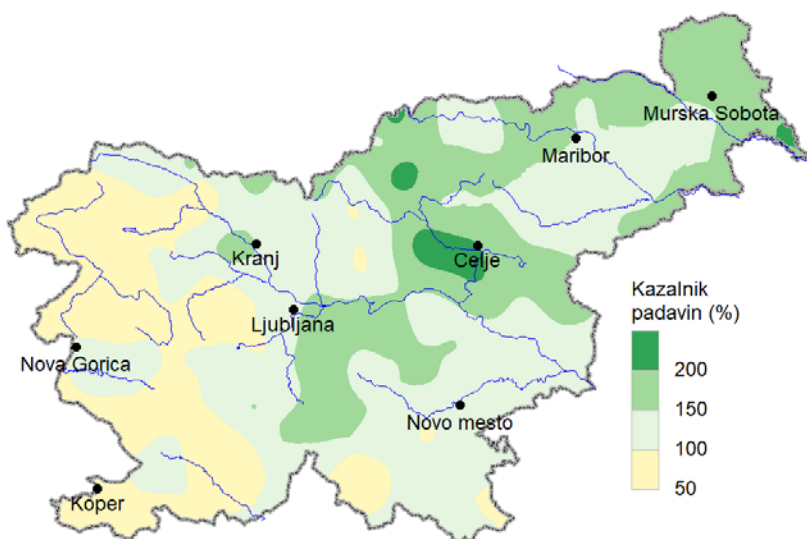 Murska Sobota
Maribor
Kranj
Celje
Ljubljana
Nova Gorica
Novo mesto
Koper
Kazalnik
padavin (%)
200
150
100
50